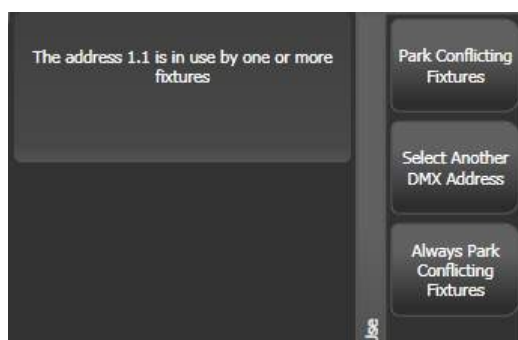 The address 1.1 is in use by one or more
fixtures
Park Conflicting
Fixtures
Select Another
DMX Address
Always Park
Conflicting
Fixtures
Use